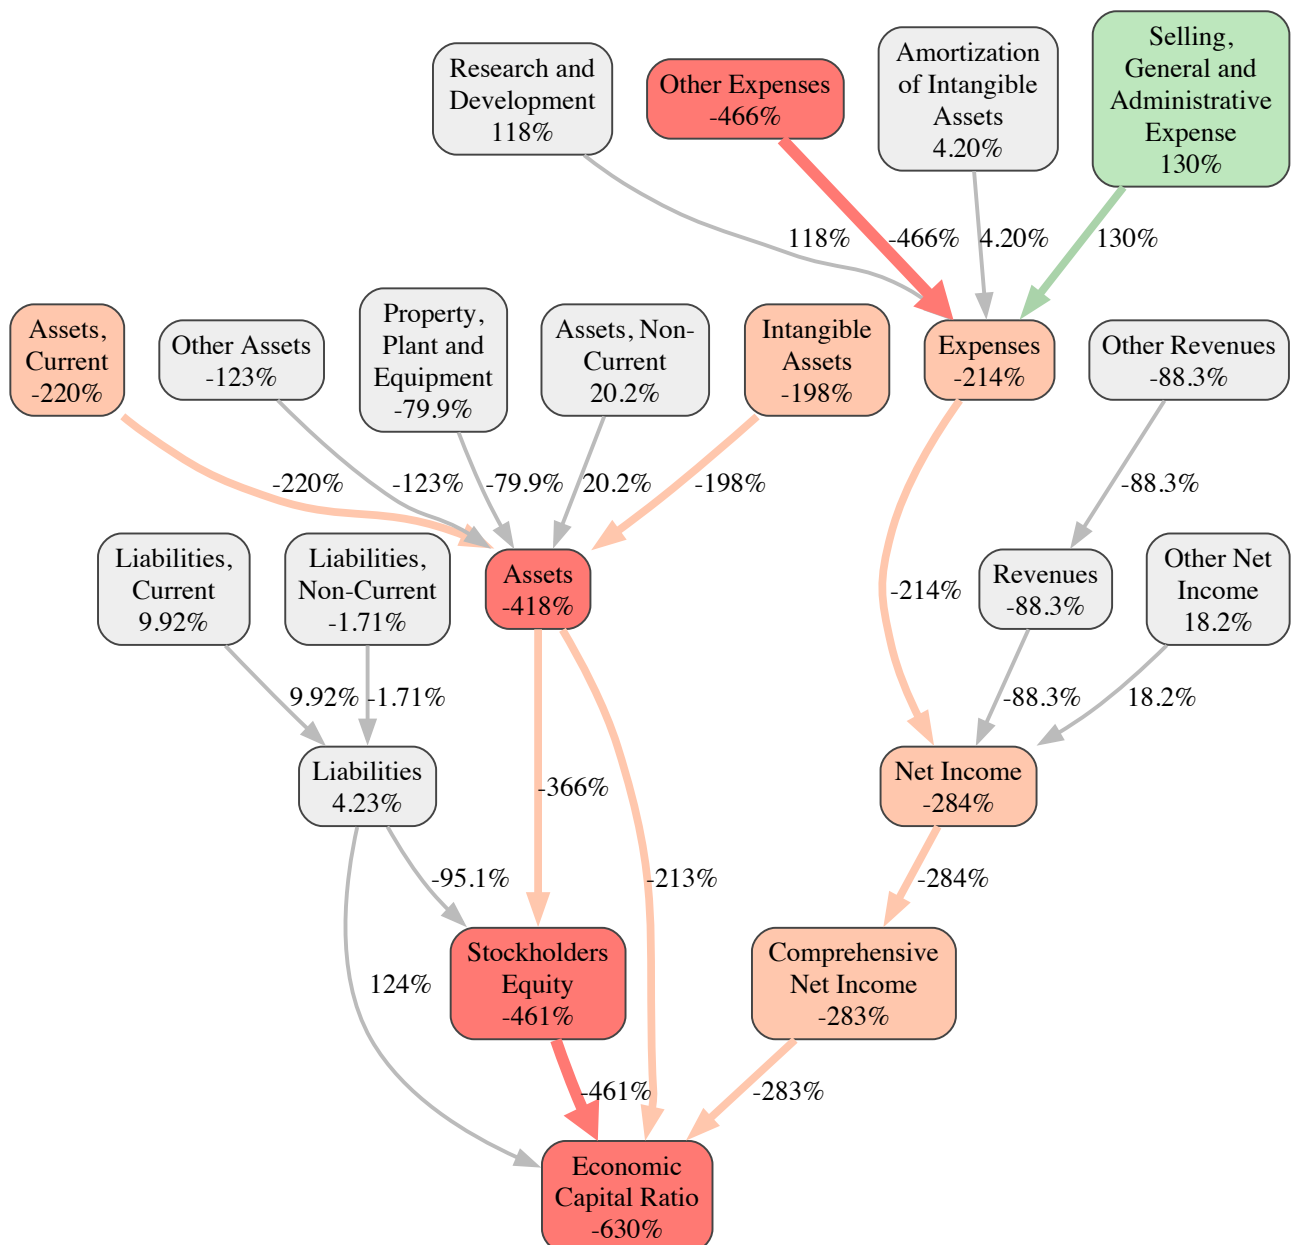 Research and
Development
118%
Other Expenses
-466%
Amortization
of Intangible
Assets
4.20%
Selling,
General and
Administrative
Expense
130%
118%
-466%
4.20%
130%
Assets,
Current
-220%
Other Assets
-123%
Property,
Plant and
Equipment
-79.9%
Assets, Non-
Current
20.2%
Intangible
Assets
-198%
Expenses
-214%
Other Revenues
-88.3%
-220%
-123%
-79.9%
20.2%
-198%
-88.3%
Liabilities,
Current
9.92%
Liabilities,
Non-Current
-1.71%
Assets
-418%
-214%
Revenues
-88.3%
Other Net
Income
18.2%
9.92%
-1.71%
-88.3%
18.2%
Liabilities
4.23%
-366%
Net Income
-284%
-95.1%
-213%
-284%
124%
Stockholders
Equity
-461%
Comprehensive
Net Income
-283%
-461%
-283%
Economic
Capital Ratio
-630%